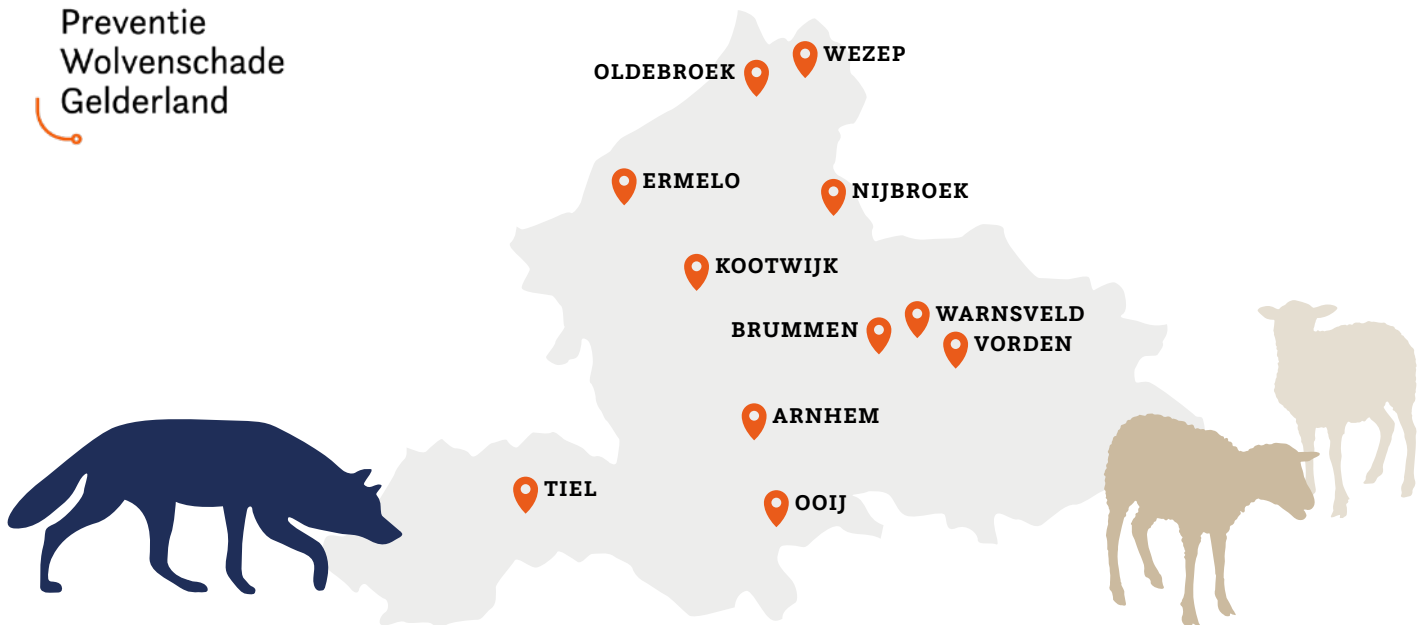 Preventie
Wolvenschade
Gelderland
WEZEP
OLDEBROEK
ERMELO
NIJBROEK
KOOTWIJK
WARNSVELD
BRUMMEN
VORDEN
ARNHEM
TIEL
OOIJ